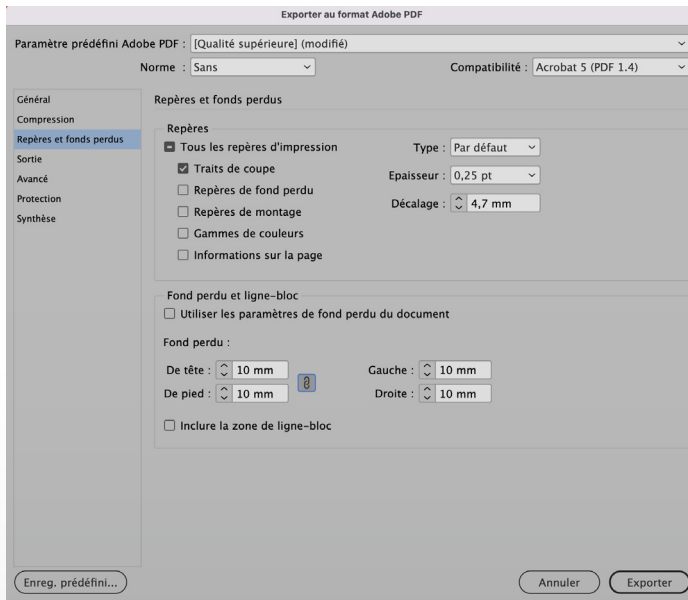 Exporter au format Adobe PDF
Paramètre prédéfini Adobe PDF : [Qualité supérieure] (modifié)
Norme : Sans Compatibilité : Acrobat 5 (PDF 1.4)
Général
Compression
Repères et fonds perdus
Sortie
Avancé
Protection
Synthèse
Repères et fonds perdus
Repères
Tous les repères d'impression
Traits de coupe
Repères de fond perdu
Repères de montage
Gammes de couleurs
Informations sur la page
Type : Par défaut
Epaisseur : 0,25 pt
Décalage : 4,7 mm
Fond perdu et ligne-bloc
Utiliser les paramètres de fond perdu du document
Fond perdu :
De tête : 10 mm Gauche : 10 mm
De pied : 10 mm Droite : 10 mm
Inclure la zone de ligne-bloc
Enreg. prédéfini... Annuler Exporter